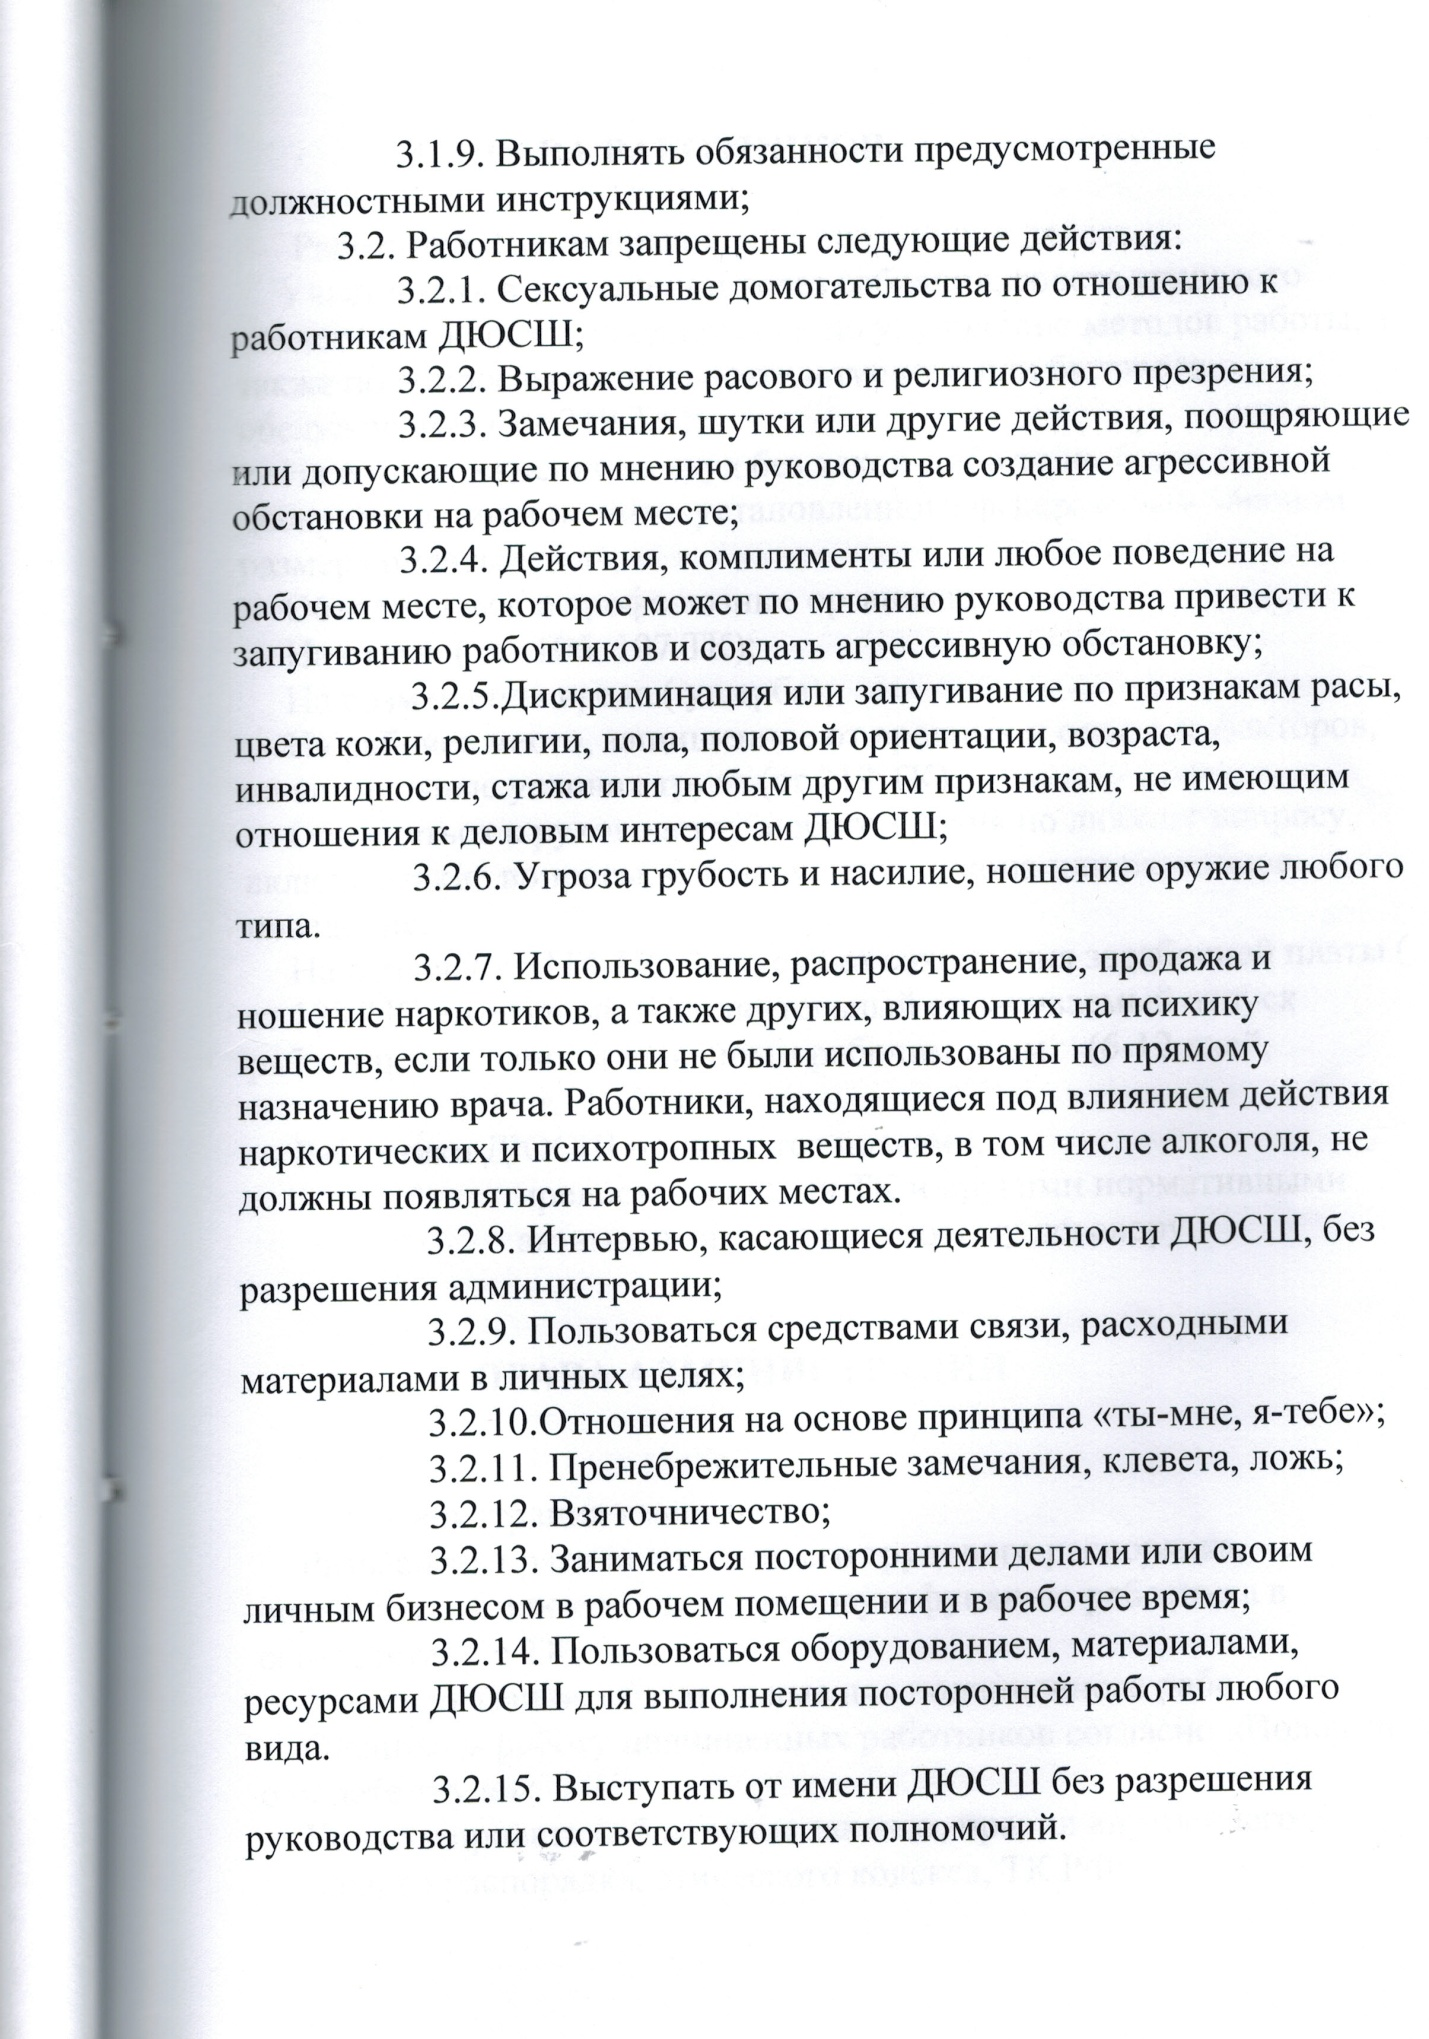 3.1.9. Выполнять обязанности предусмотренные
должностными инструкциями;
3.2. Работникам запрещены следующие действия:
3.2.1. Сексуальные домогательства по отношению к
работникам ДЮСШ;
3.2.2. Выражение расового и религиозного презрения;
3.2.3. Замечания, шутки или другие действия, поощряющие
или допускающие по мнению руководства создание агрессивной
обстановки на рабочем месте;
3.2.4. Действия, комплименты или любое поведение на
рабочем месте, которое может по мнению руководства привести к
запугиванию работников и создать агрессивную обстановку;
3.2.5.Дискриминация или запугивание по признакам расы,
цвета кожи, религии, пола, половой ориентации, возраста,
инвалидности, стажа или любым другим признакам, не имеющим
отношения к деловым интересам ДЮСШ;
3.2.6. Угроза грубость и насилие, ношение оружие любого
типа.
3.2.7. Использование, распространение, продажа и
ношение наркотиков, а также других, влияющих на психику
веществ, если только они не были использованы по прямому
назначению врача. Работники, находящиеся под влиянием действия
наркотических и психотропных веществ, в том числе алкоголя, не
должны появляться на рабочих местах.
3.2.8. Интервью, касающиеся деятельности ДЮСШ, без
разрешения администрации;
3.2.9. Пользоваться средствами связи, расходными
материалами в личных целях;
3.2.10.Отношения на основе принципа «ты-мне, я-тебе»;
3.2.11. Пренебрежительные замечания, клевета, ложь;
3.2.12. Взяточничество;
3.2.13. Заниматься посторонними делами или своим
личным бизнесом в рабочем помещении и в рабочее время;
3.2.14. Пользоваться оборудованием, материалами,
ресурсами ДЮСШ для выполнения посторонней работы любого
вида.
3.2.15. Выступать от имени ДЮСШ без разрешения
руководства или соответствующих полномочий.